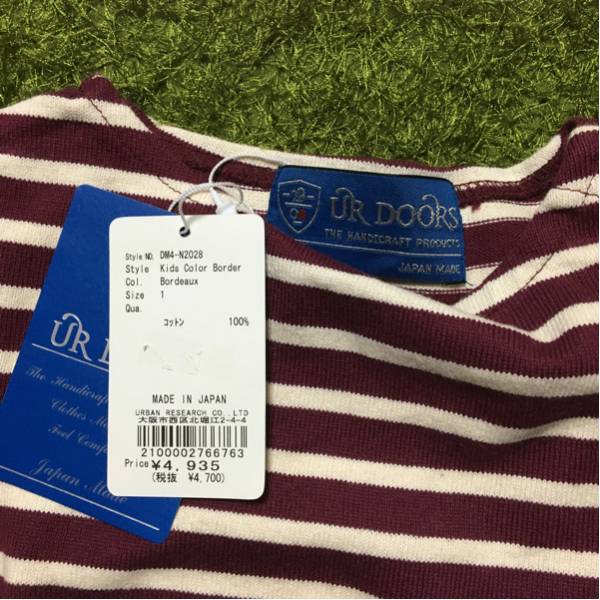 UR DOORS
THE HANDICRAFT PRODUCTS
JAPAN MADE
Style NO. DM4-N2028
Style Kids Color Border
Col. Bordeaux
Size 1
Qua.
コットン 100%
MADE IN JAPAN
URBAN RESEARCH CO.,LTD
大阪市西区北堀江2-4-4
2100002766763
Price ¥4,935
(税抜 ¥4,700)
UR DO
The Handicraf
Clothes Ma
Feel Comf
Japan Made